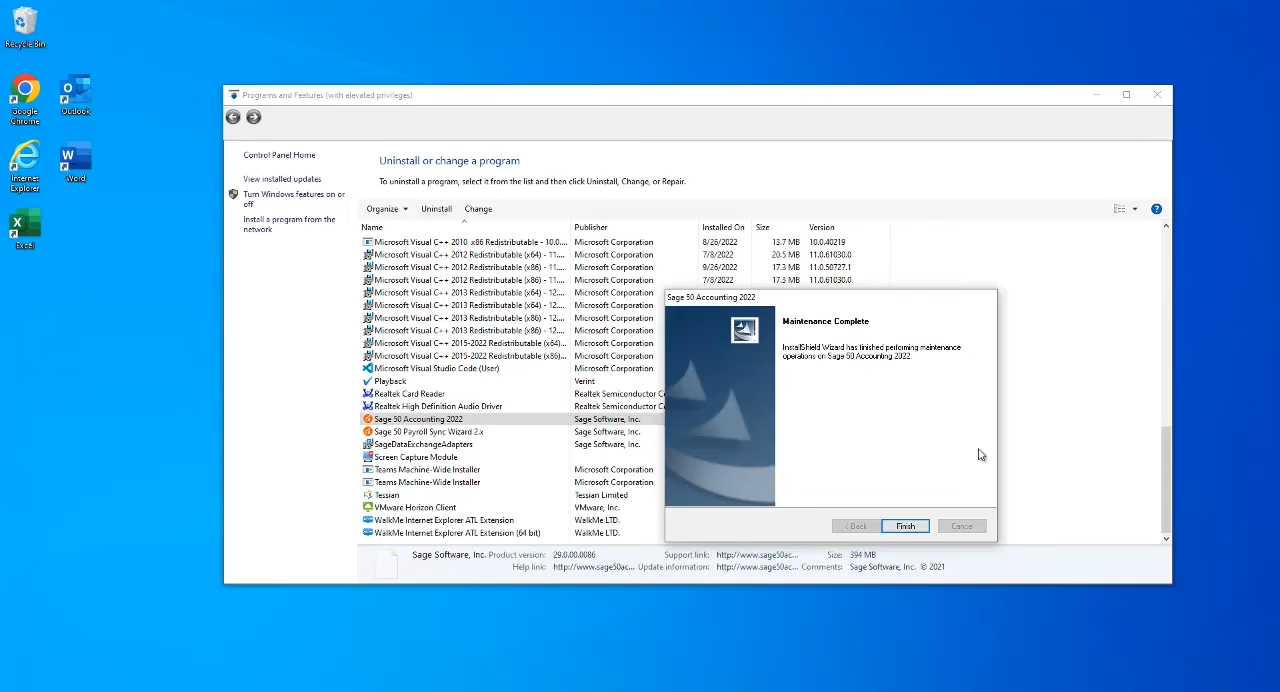 Recycle Bin
Google Chrome
Outlook
Internet Explorer
Word
Excel
Programs and Features (with elevated privileges)
Control Panel Home
View installed updates
Turn Windows features on or off
Install a program from the network
Uninstall or change a program
To uninstall a program, select it from the list and then click Uninstall, Change, or Repair.
Organize Uninstall Change
Name Publisher Installed On Size Version
Microsoft Visual C++ 2010 x86 Redistributable - 10.0.... Microsoft Corporation 8/26/2022 13.7 MB 10.0.40219
Microsoft Visual C++ 2012 Redistributable (x64) - 11.... Microsoft Corporation 7/8/2022 20.5 MB 11.0.61030.0
Microsoft Visual C++ 2012 Redistributable (x86) - 11.... Microsoft Corporation 9/26/2022 17.3 MB 11.0.50727.1
Microsoft Visual C++ 2012 Redistributable (x86) - 11.... Microsoft Corporation 7/8/2022 17.3 MB 11.0.61030.0
Microsoft Visual C++ 2013 Redistributable (x64) - 12.... Microsoft Corporation
Microsoft Visual C++ 2013 Redistributable (x64) - 12.... Microsoft Corporation
Microsoft Visual C++ 2013 Redistributable (x86) - 12.... Microsoft Corporation
Microsoft Visual C++ 2013 Redistributable (x86) - 12.... Microsoft Corporation
Microsoft Visual C++ 2015-2022 Redistributable (x64)... Microsoft Corporation
Microsoft Visual C++ 2015-2022 Redistributable (x86)... Microsoft Corporation
Microsoft Visual Studio Code (User) Microsoft Corporation
Playback Verint
Realtek Card Reader Realtek Semiconductor C
Realtek High Definition Audio Driver Realtek Semiconductor C
Sage 50 Accounting 2022 Sage Software, Inc.
Sage 50 Payroll Sync Wizard 2.x Sage Software, Inc.
SageDataExchangeAdapters Sage Software, Inc.
Screen Capture Module
Teams Machine-Wide Installer Microsoft Corporation
Teams Machine-Wide Installer Microsoft Corporation
Tessian Tessian Limited
VMware Horizon Client VMware, Inc.
WalkMe Internet Explorer ATL Extension WalkMe LTD.
WalkMe Internet Explorer ATL Extension (64 bit) WalkMe LTD.
Sage 50 Accounting 2022
Maintenance Complete
InstallShield Wizard has finished performing maintenance
operations on Sage 50 Accounting 2022.
< Back Finish Cancel
Sage Software, Inc. Product version: 29.0.00.0086 Support link: http://www.sage50ac... Size: 394 MB
Help link: http://www.sage50ac... Update information: http://www.sage50ac... Comments: Sage Software, Inc. © 2021